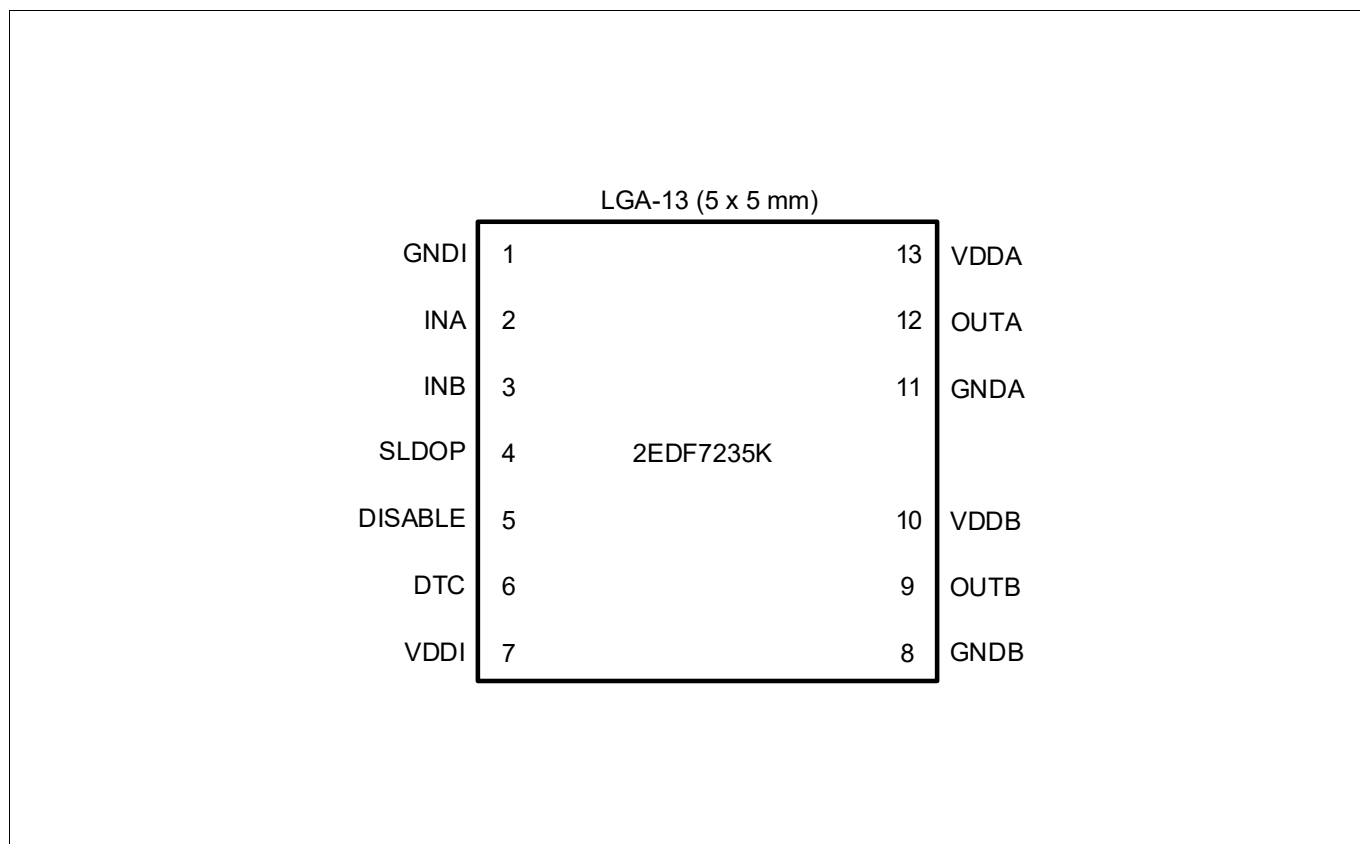 LGA-13 (5 x 5 mm)
GNDI 1 13 VDDA
INA 2 12 OUTA
INB 3 11 GNDA
SLDOP 4 2EDF7235K
DISABLE 5 10 VDDB
DTC 6 9 OUTB
VDDI 7 8 GNDB